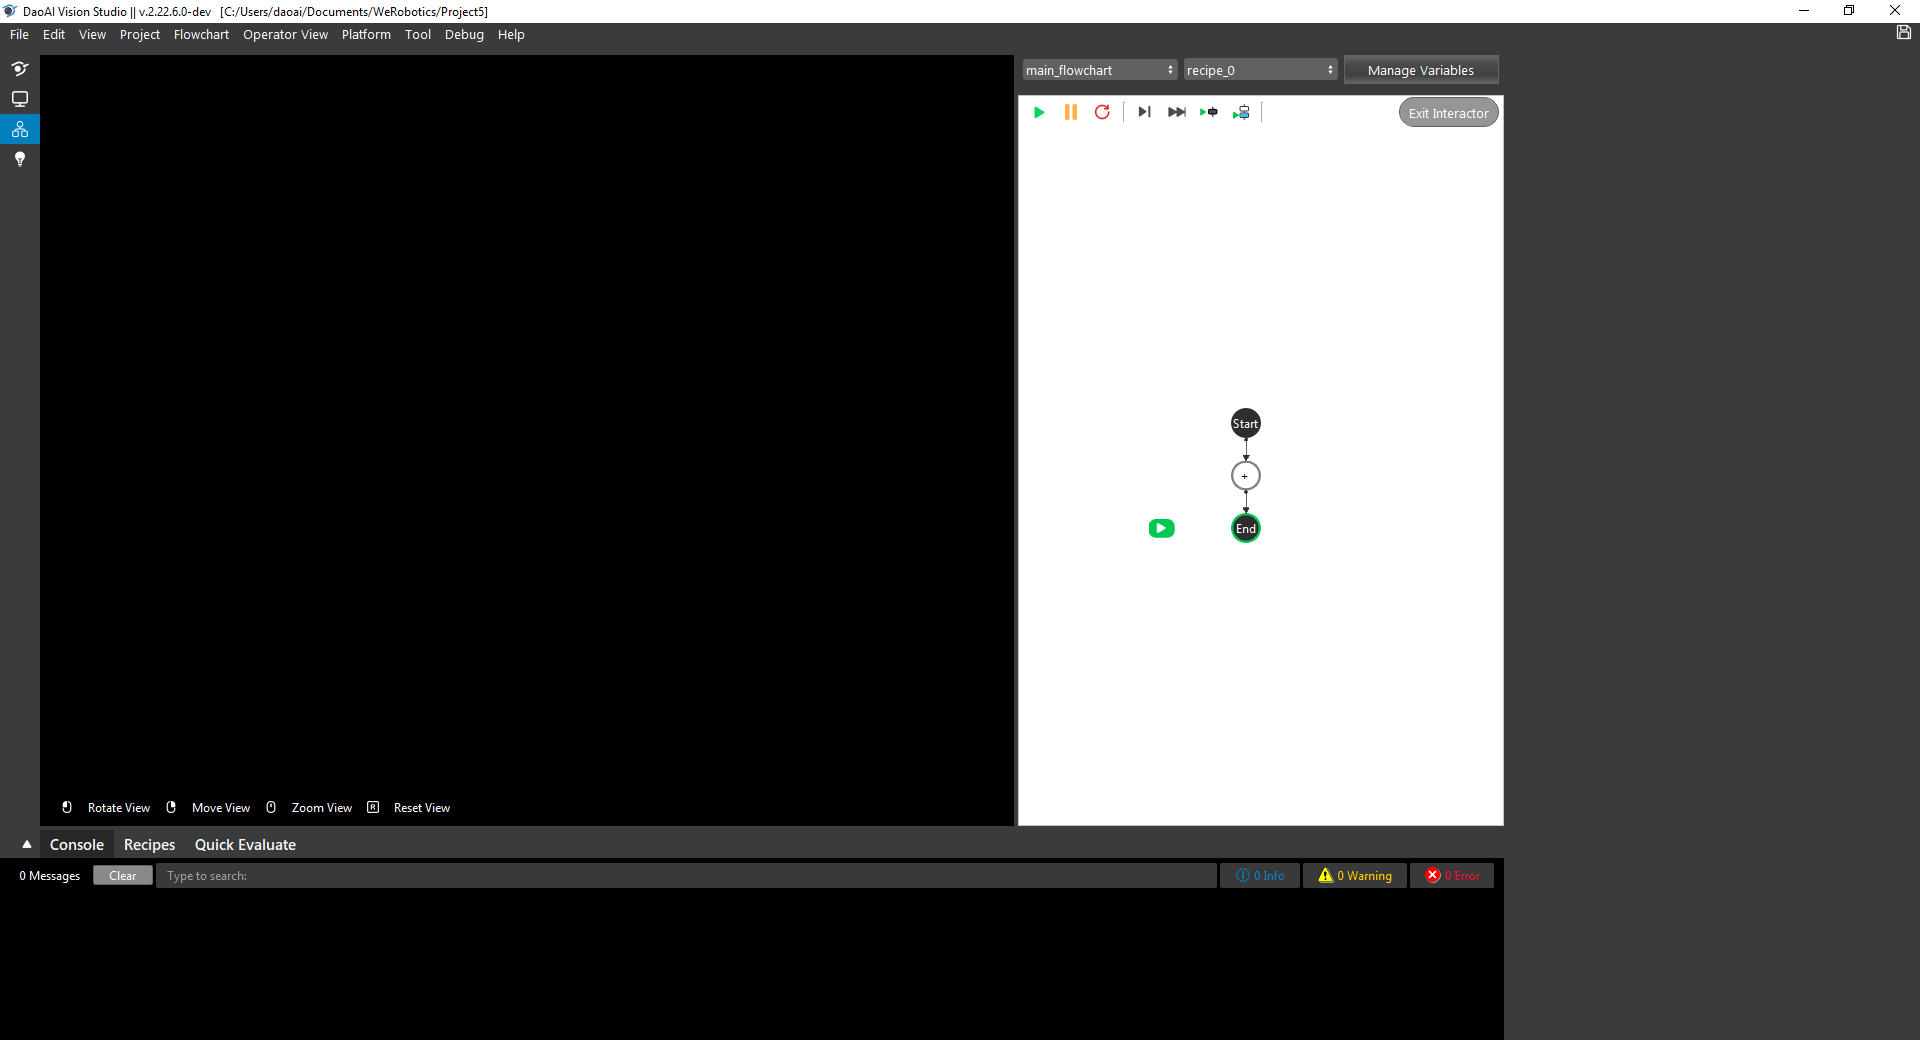 DaoAI Vision Studio || v.2.22.6.0-dev [C:/Users/daoai/Documents/WeRobotics/Project5]
File Edit View Project Flowchart Operator View Platform Tool Debug Help
main_flowchart recipe_0 Manage Variables
Exit Interactor
Start
+
End
Rotate View Move View Zoom View R Reset View
Console Recipes Quick Evaluate
0 Messages Clear Type to search: 0 Info 0 Warning 0 Error